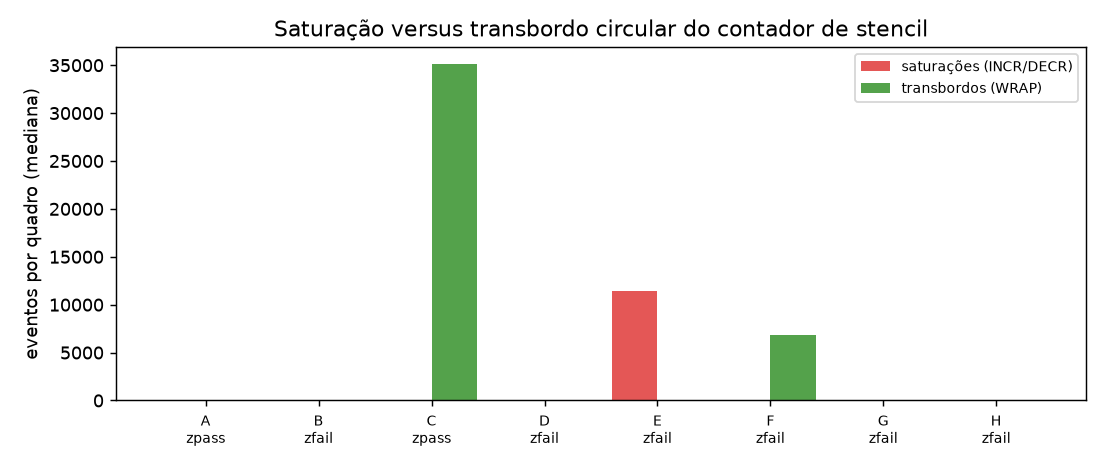 Saturação versus transbordo circular do contador de stencil
saturações (INCR/DECR)
transbordos (WRAP)
eventos por quadro (mediana)
35000
30000
25000
20000
15000
10000
5000
0
A B C D E F G H
zpass zfail zpass zfail zfail zfail zfail zfail